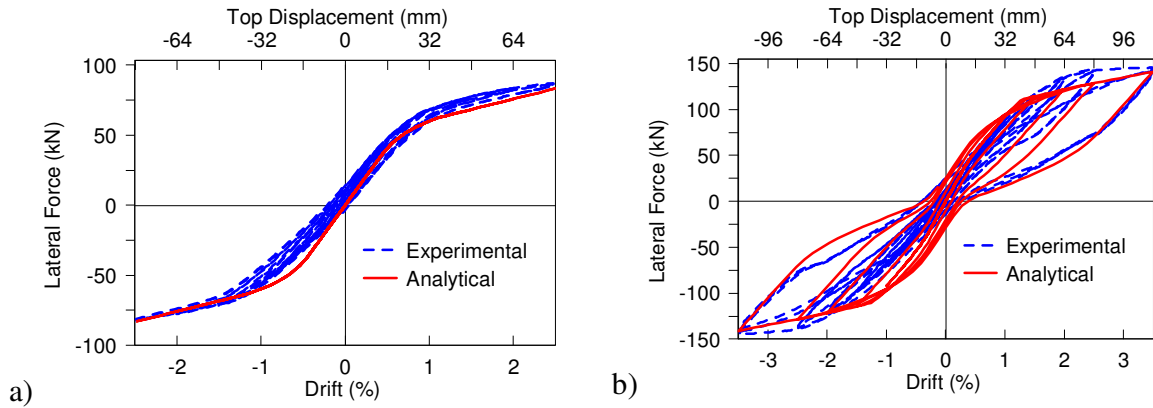 Top Displacement (mm)
-64 -32 0 32 64
100
50
0
-50
-100
Lateral Force (kN)
Experimental
Analytical
-2 -1 0 1 2
Drift (%)
a)
Top Displacement (mm)
-96 -64 -32 0 32 64 96
150
100
50
0
-50
-100
-150
Lateral Force (kN)
Experimental
Analytical
-3 -2 -1 0 1 2 3
Drift (%)
b)